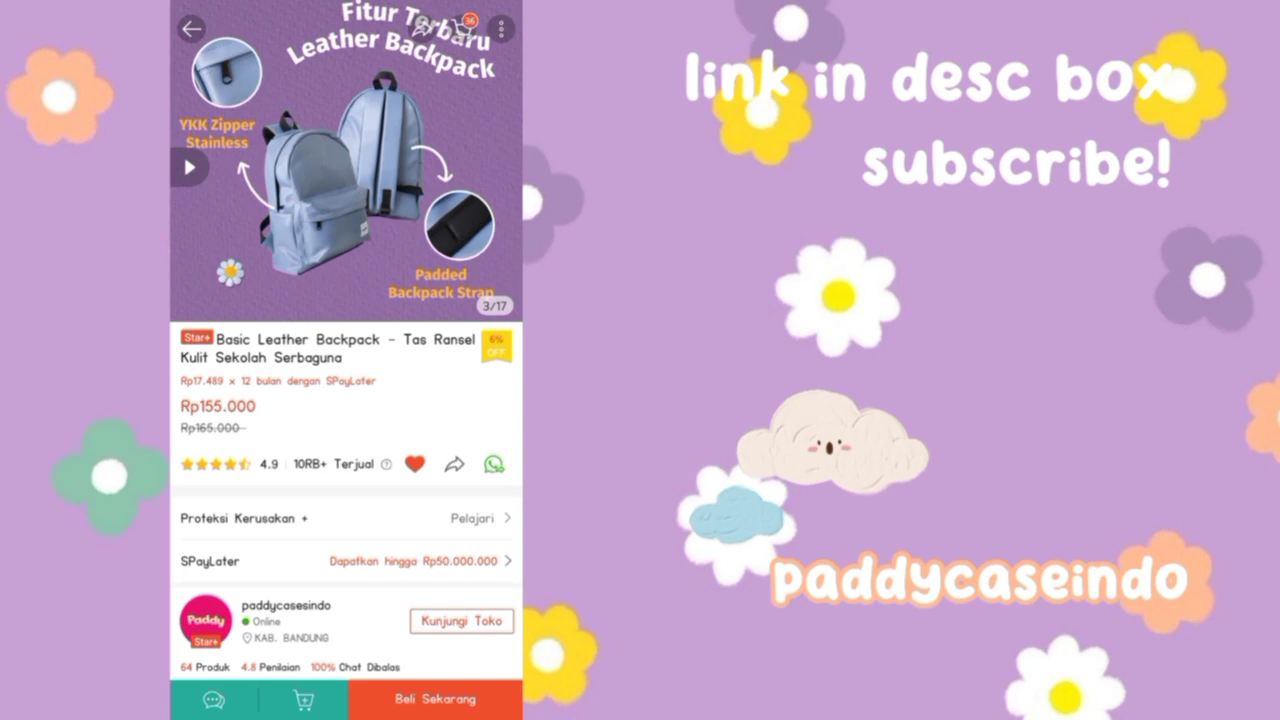 Fitur Terbaru
Leather Backpack
36
YKK Zipper
Stainless
Padded
Backpack Strap
3/17
Star+ Basic Leather Backpack - Tas Ransel
Kulit Sekolah Serbaguna
6%
OFF
Rp17.489 x 12 bulan dengan SPayLater
Rp155.000
Rp165.000
4.9 10RB+ Terjual
Proteksi Kerusakan + Pelajari
SPayLater Dapatkan hingga Rp50.000.000
Paddy
Star+
paddycasesindo
Online
KAB. BANDUNG
Kunjungi Toko
64 Produk 4.8 Penilaian 100% Chat Dibalas
Beli Sekarang
link in desc box
subscribe!
paddycaseindo